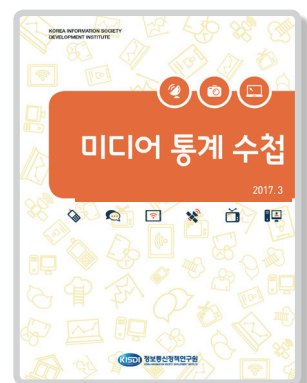 KOREA INFORMATION SOCIETY
DEVELOPMENT INSTITUTE
미디어 통계 수첩
2017. 3
KISDI 정보통신정책연구원